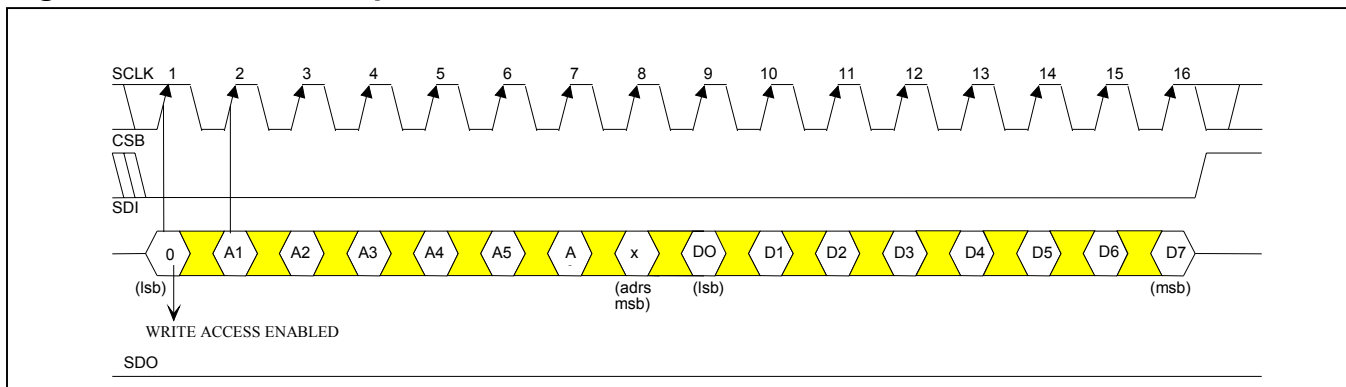 SCLK 1 2 3 4 5 6 7 8 9 10 11 12 13 14 15 16
CSB
SDI
0 A1 A2 A3 A4 A5 A x DO D1 D2 D3 D4 D5 D6 D7
(lsb) (adrs msb) (lsb) (msb)
WRITE ACCESS ENABLED
SDO